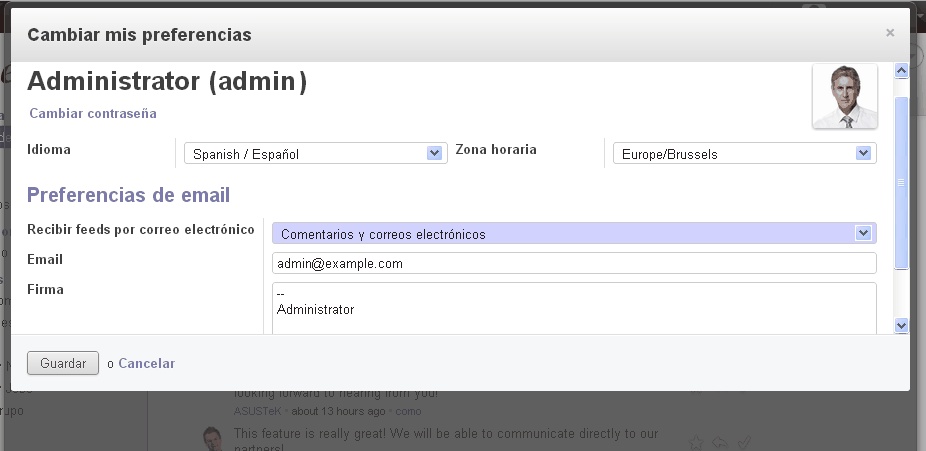 Cambiar mis preferencias
×
Administrator (admin)
Cambiar contraseña
Idioma
Spanish / Español
Zona horaria
Europe/Brussels
Preferencias de email
Recibir feeds por correo electrónico
Comentarios y correos electrónicos
Email
admin@example.com
Firma
--
Administrator
Guardar o Cancelar
looking forward to hearing from you!
ASUSTeK · about 13 hours ago · como
This feature is really great! We will be able to communicate directly to our
partners!